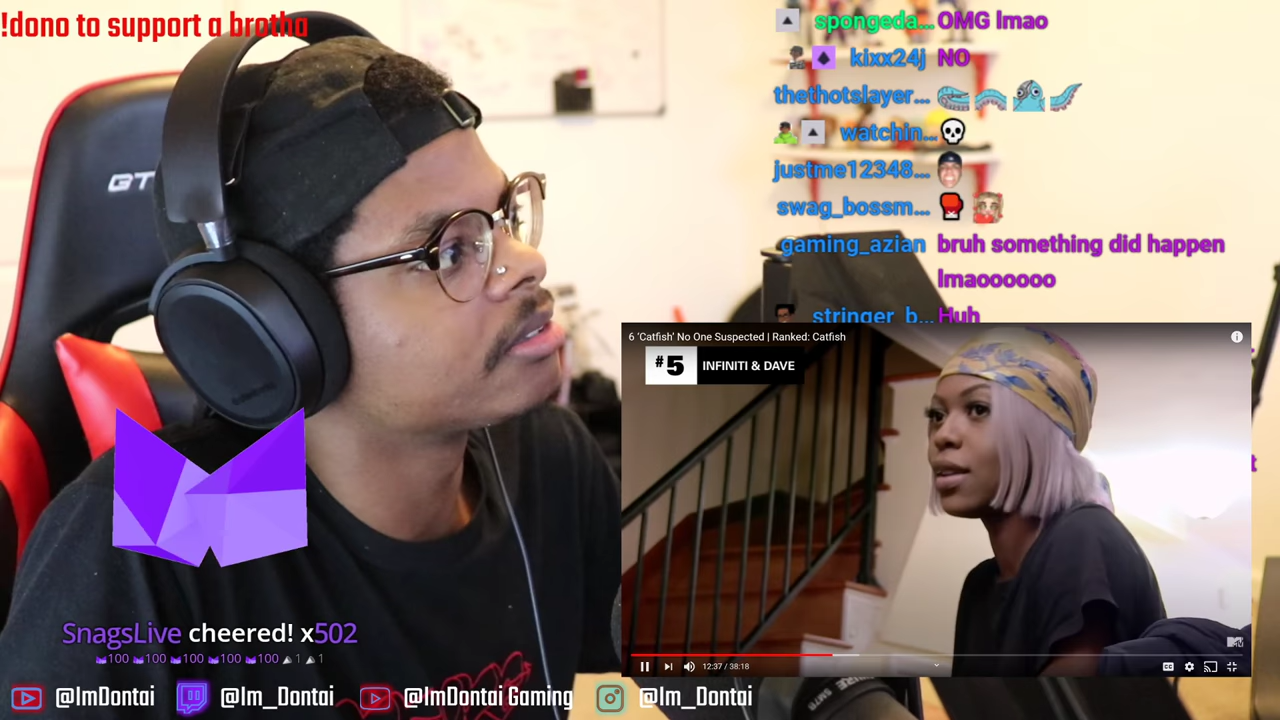 !dono to support a brotha
GT
spongeda... OMG lmao
kixx24j NO
thethotslayer...
watchin...
justme12348...
swag_bossm...
gaming_azian bruh something did happen
lmaoooooo
stringer_b... Huh
6 ‘Catfish’ No One Suspected | Ranked: Catfish
#5 INFINITI & DAVE
12:37 / 38:18
SnagsLive cheered! x502
100 100 100 100 100 1 1
@ImDontai @Im_Dontai @ImDontai Gaming @Im_Dontai